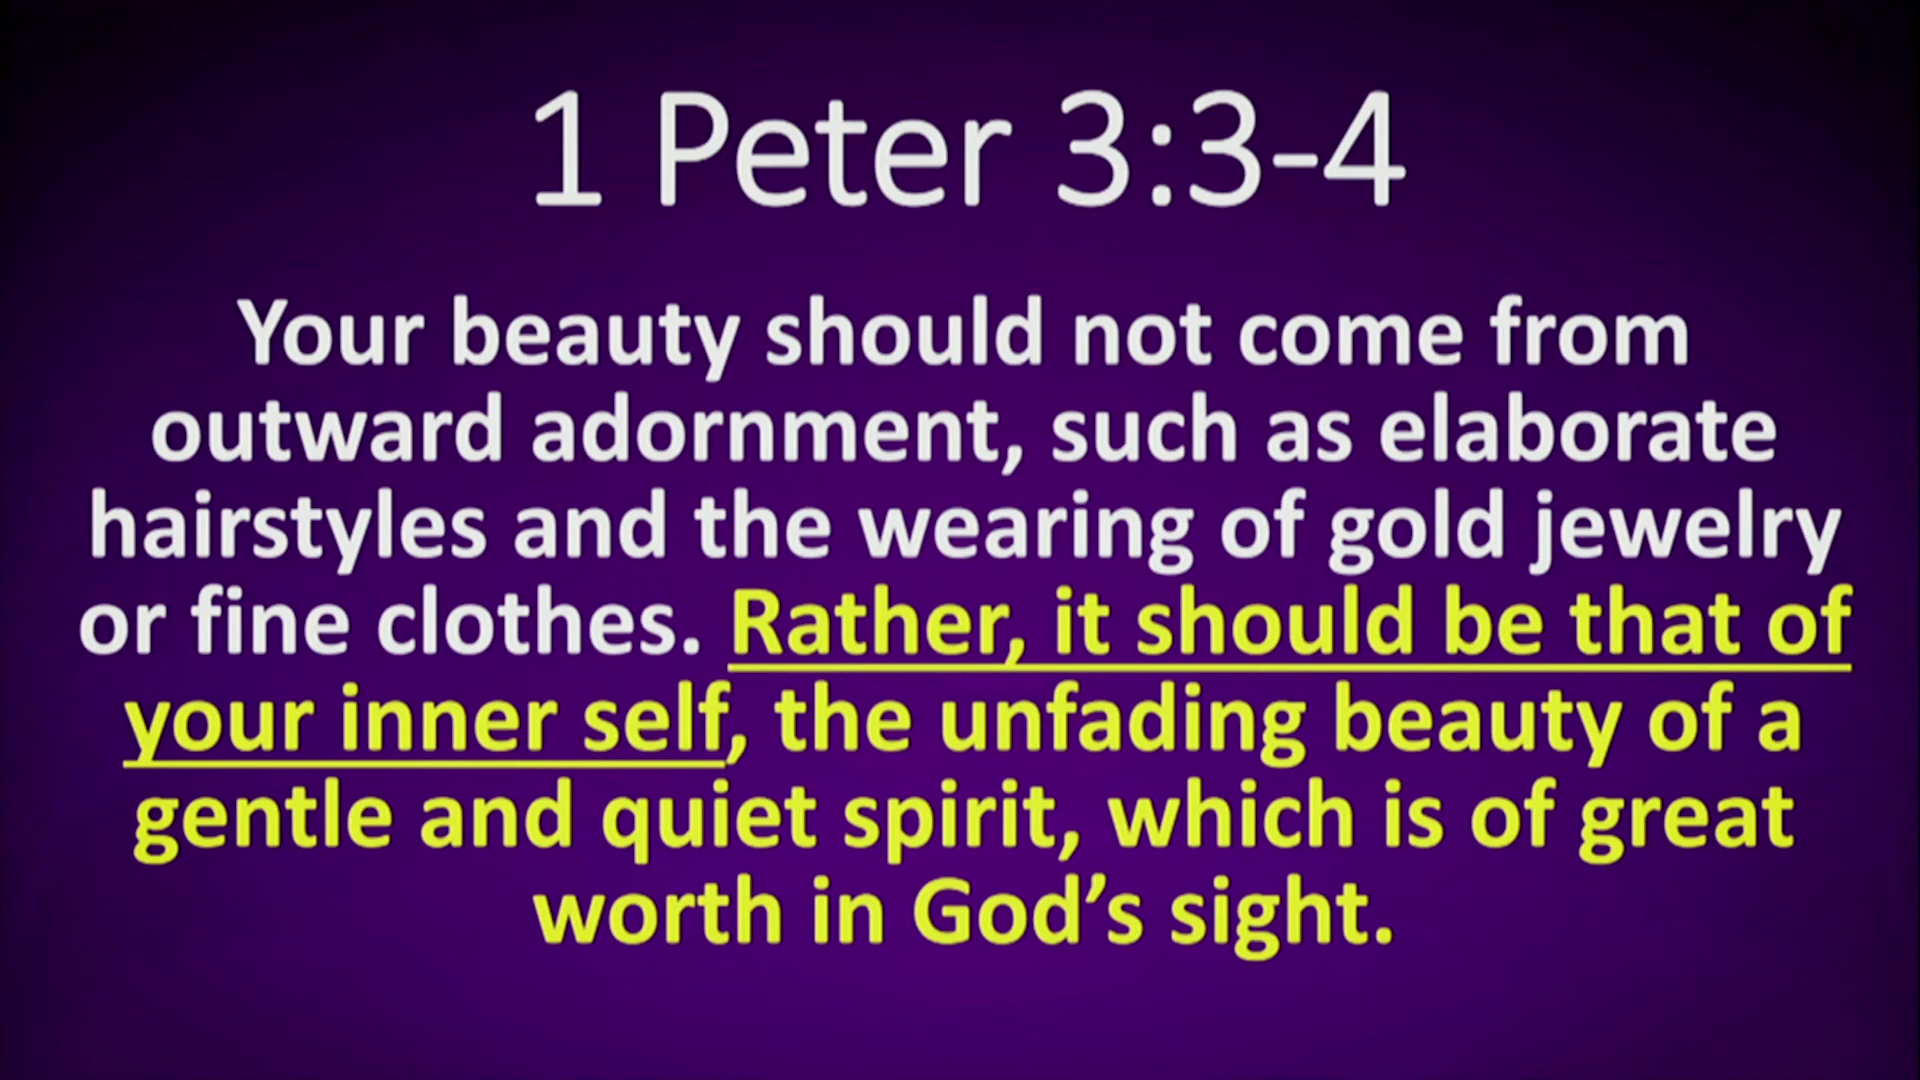 1 Peter 3:3-4
Your beauty should not come from
outward adornment, such as elaborate
hairstyles and the wearing of gold jewelry
or fine clothes. Rather, it should be that of
your inner self, the unfading beauty of a
gentle and quiet spirit, which is of great
worth in God’s sight.